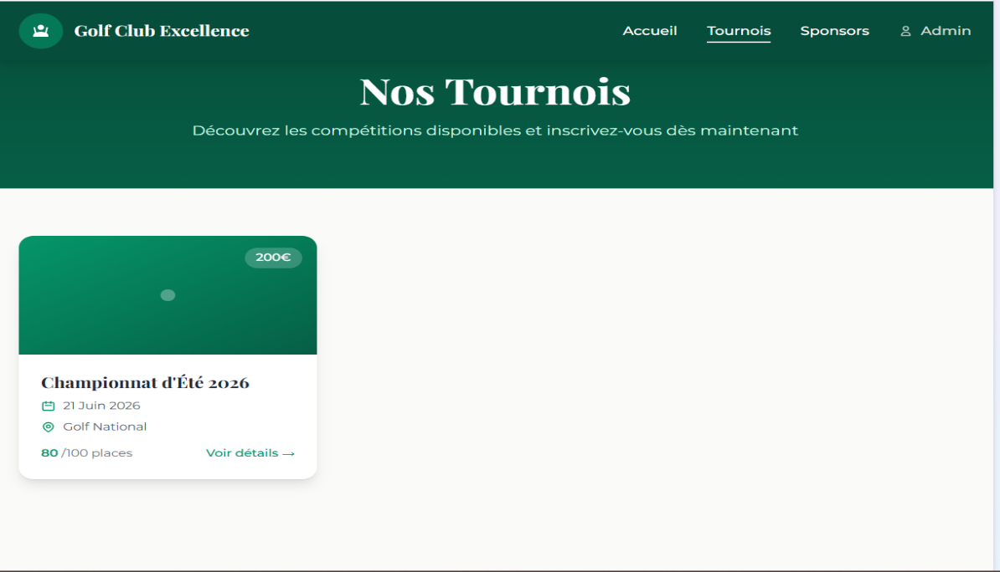 Golf Club Excellence
Accueil
Tournois
Sponsors
Admin
Nos Tournois
Découvrez les compétitions disponibles et inscrivez-vous dès maintenant
200€
Championnat d'Été 2026
21 Juin 2026
Golf National
80 /100 places
Voir détails →